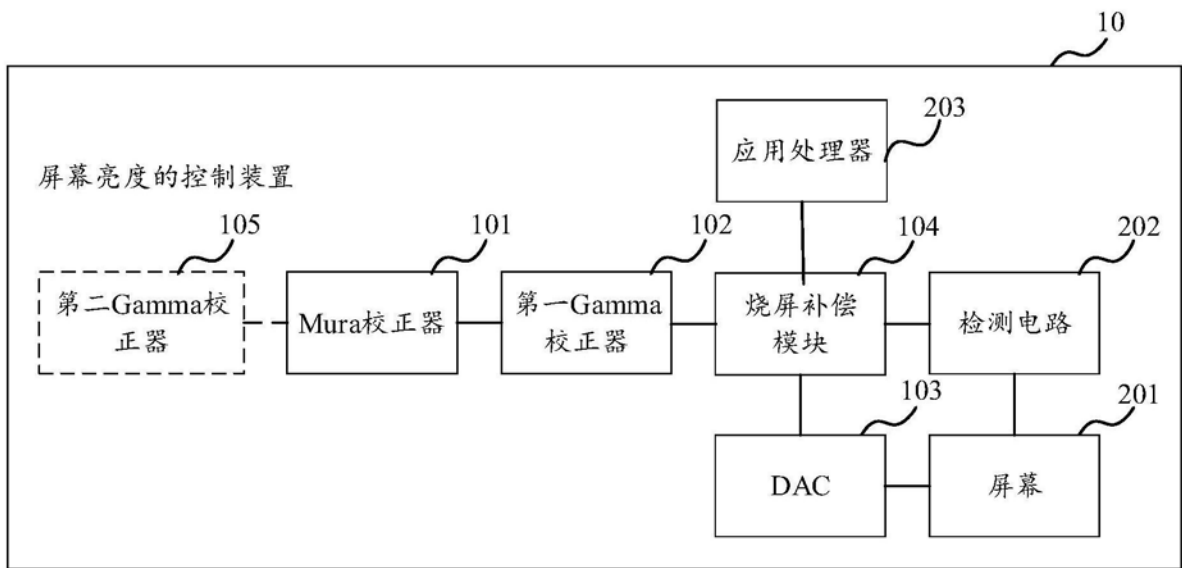 10
203
应用处理器
屏幕亮度的控制装置
105
101
102
104
202
第二Gamma校
正器
Mura校正器
第一Gamma
校正器
烧屏补偿
模块
检测电路
103
201
DAC
屏幕